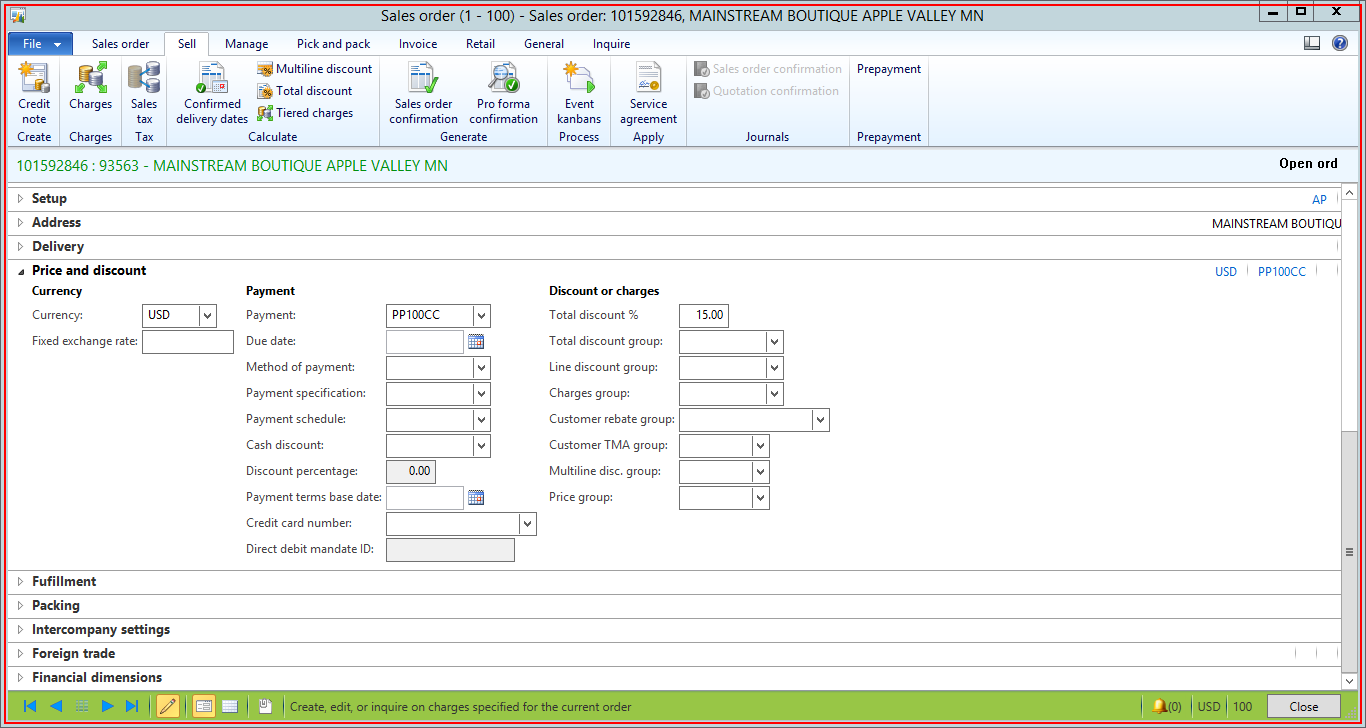 Sales order (1 - 100) - Sales order: 101592846, MAINSTREAM BOUTIQUE APPLE VALLEY MN
File Sales order Sell Manage Pick and pack Invoice Retail General Inquire
Credit note
Create
Charges
Charges
Sales tax
Tax
Confirmed delivery dates
Multiline discount
Total discount
Tiered charges
Calculate
Sales order confirmation
Pro forma confirmation
Generate
Event kanbans
Process
Service agreement
Apply
Sales order confirmation
Quotation confirmation
Journals
Prepayment
Prepayment
101592846 : 93563 - MAINSTREAM BOUTIQUE APPLE VALLEY MN
Open ord
Setup AP
Address MAINSTREAM BOUTIQU
Delivery
Price and discount USD PP100CC
Currency
Currency: USD
Fixed exchange rate:
Payment
Payment: PP100CC
Due date:
Method of payment:
Payment specification:
Payment schedule:
Cash discount:
Discount percentage: 0.00
Payment terms base date:
Credit card number:
Direct debit mandate ID:
Discount or charges
Total discount % 15.00
Total discount group:
Line discount group:
Charges group:
Customer rebate group:
Customer TMA group:
Multiline disc. group:
Price group:
Fufillment
Packing
Intercompany settings
Foreign trade
Financial dimensions
Create, edit, or inquire on charges specified for the current order (0) USD 100 Close